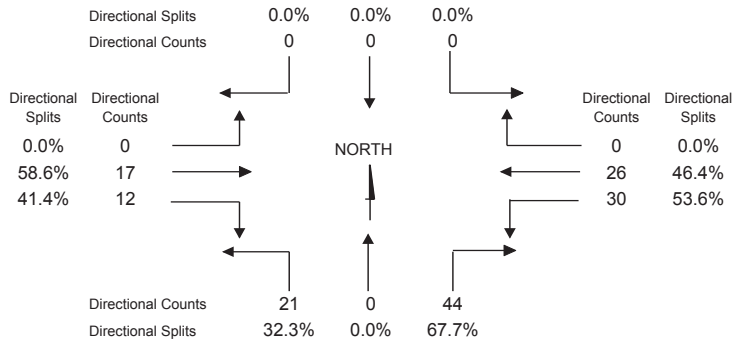 Directional Splits 0.0% 0.0% 0.0%
Directional Counts 0 0 0
Directional Directional Directional Directional
Splits Counts Counts Splits
0.0% 0 NORTH 0 0.0%
58.6% 17 26 46.4%
41.4% 12 30 53.6%
Directional Counts 21 0 44
Directional Splits 32.3% 0.0% 67.7%